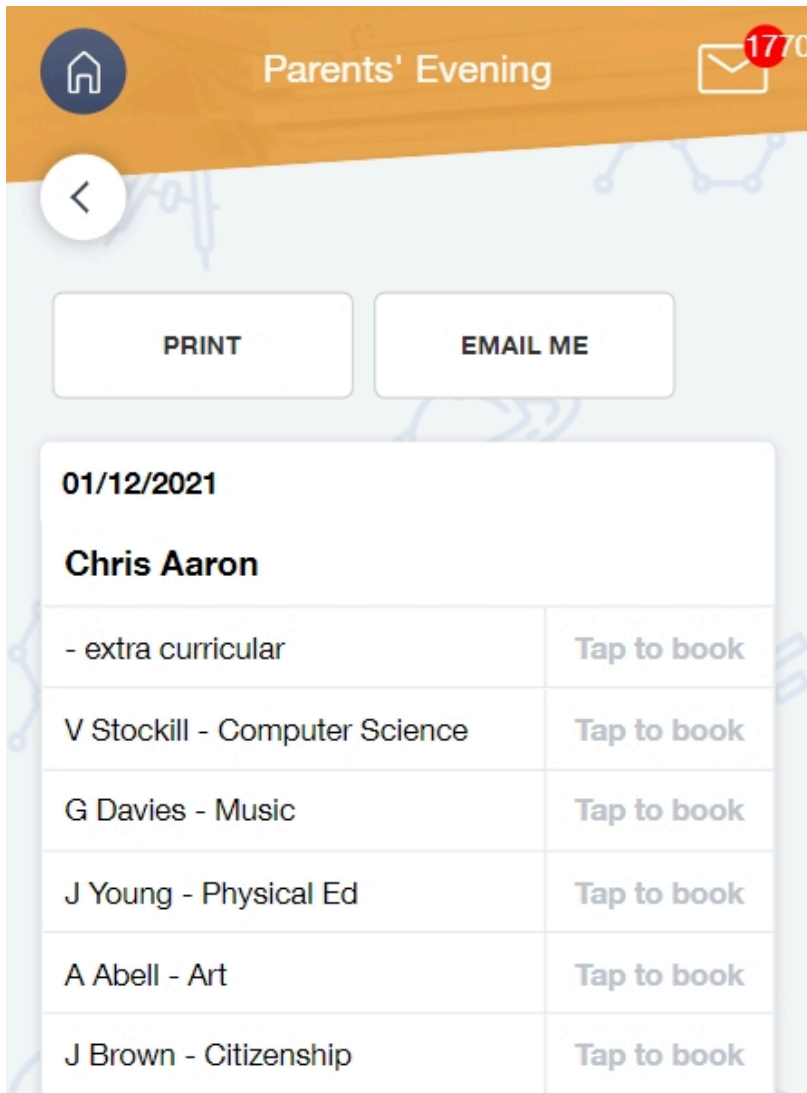 Parents' Evening
1770
PRINT
EMAIL ME
01/12/2021
Chris Aaron
- extra curricular
Tap to book
V Stockill - Computer Science
Tap to book
G Davies - Music
Tap to book
J Young - Physical Ed
Tap to book
A Abell - Art
Tap to book
J Brown - Citizenship
Tap to book